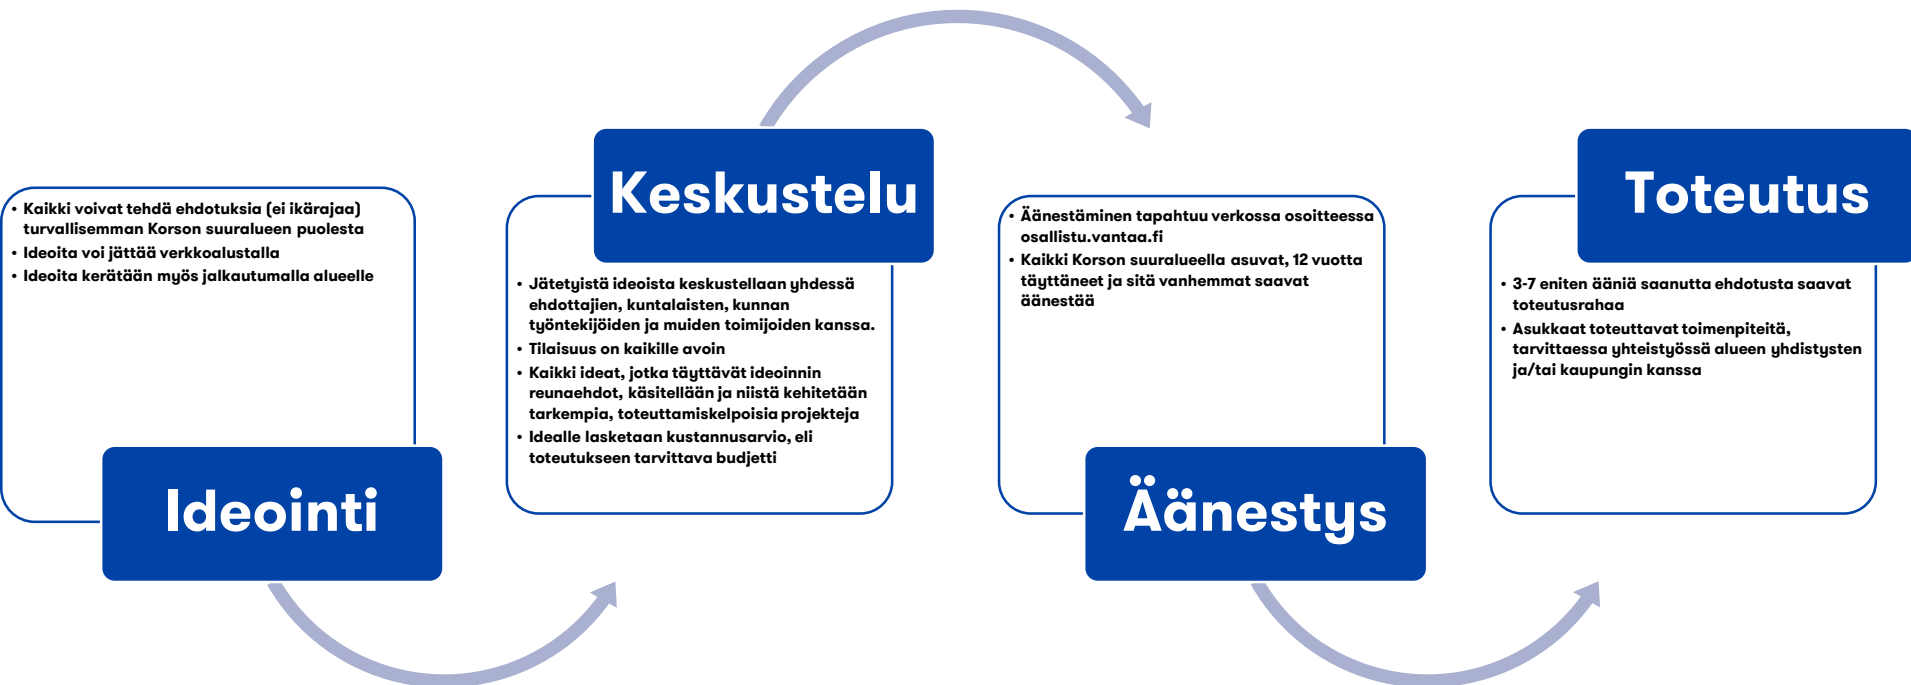 • Kaikki voivat tehdä ehdotuksia (ei ikärajaa)
turvallisemman Korson suuralueen puolesta
• Ideoita voi jättää verkkoalustalla
• Ideoita kerätään myös jalkautumalla alueelle
Ideointi
Keskustelu
• Jätetyistä ideoista keskustellaan yhdessä
ehdottajien, kuntalaisten, kunnan
työntekijöiden ja muiden toimijoiden kanssa.
• Tilaisuus on kaikille avoin
• Kaikki ideat, jotka täyttävät ideoinnin
reunaehdot, käsitellään ja niistä kehitetään
tarkempia, toteuttamiskelpoisia projekteja
• Idealle lasketaan kustannusarvio, eli
toteutukseen tarvittava budjetti
• Äänestäminen tapahtuu verkossa osoitteessa
osallistu.vantaa.fi
• Kaikki Korson suuralueella asuvat, 12 vuotta
täyttäneet ja sitä vanhemmat saavat
äänestää
Äänestys
Toteutus
• 3-7 eniten ääniä saanutta ehdotusta saavat
toteutusrahaa
• Asukkaat toteuttavat toimenpiteitä,
tarvittaessa yhteistyössä alueen yhdistysten
ja/tai kaupungin kanssa